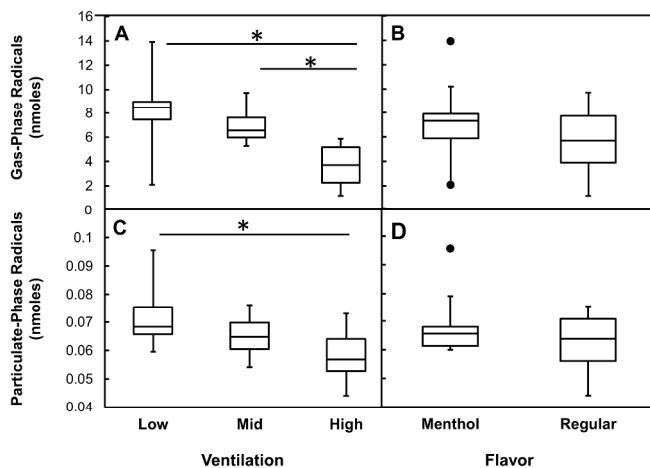 A
B
Gas-Phase Radicals
(nmoles)
16
14
12
10
8
6
4
2
0
*
*
C
D
Particulate-Phase Radicals
(nmoles)
0.1
0.09
0.08
0.07
0.06
0.05
0.04
*
Low Mid High
Menthol Regular
Ventilation
Flavor